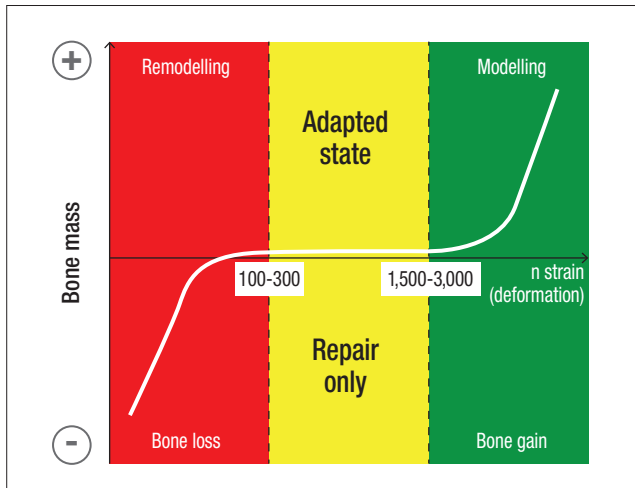 +
Remodelling
Modelling
Adapted
state
Bone mass
100-300
1,500-3,000
n strain
(deformation)
Repair
only
-
Bone loss
Bone gain